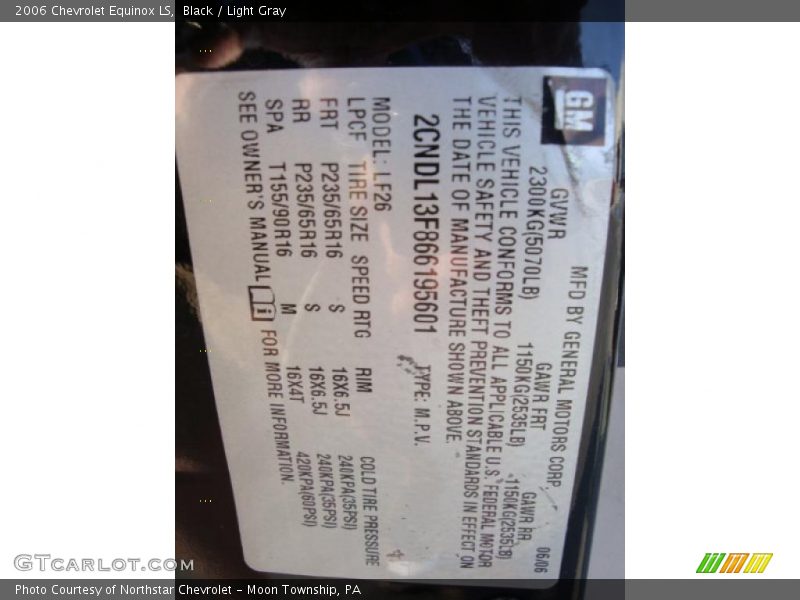 2006 Chevrolet Equinox LS, Black / Light Gray
GM
MFD BY GENERAL MOTORS CORP 06/06
GVWR GAWR FRT GAWR RR
2300KG(5070LB) 1150KG(2535LB) 1150KG(2535LB)
THIS VEHICLE CONFORMS TO ALL APPLICABLE U.S. FEDERAL MOTOR
VEHICLE SAFETY AND THEFT PREVENTION STANDARDS IN EFFECT ON
THE DATE OF MANUFACTURE SHOWN ABOVE.
2CNDL13F866195601 TYPE: M.P.V.
MODEL: LF26
LPCF TIRE SIZE SPEED RTG RIM COLD TIRE PRESSURE
FRT P235/65R16 S 16X6.5J 240KPA(35PSI)
RR P235/65R16 S 16X6.5J 240KPA(35PSI)
SPA T155/90R16 M 16X4T 420KPA(60PSI)
SEE OWNER'S MANUAL FOR MORE INFORMATION.
GTCARLOT.COM
Photo Courtesy of Northstar Chevrolet - Moon Township, PA